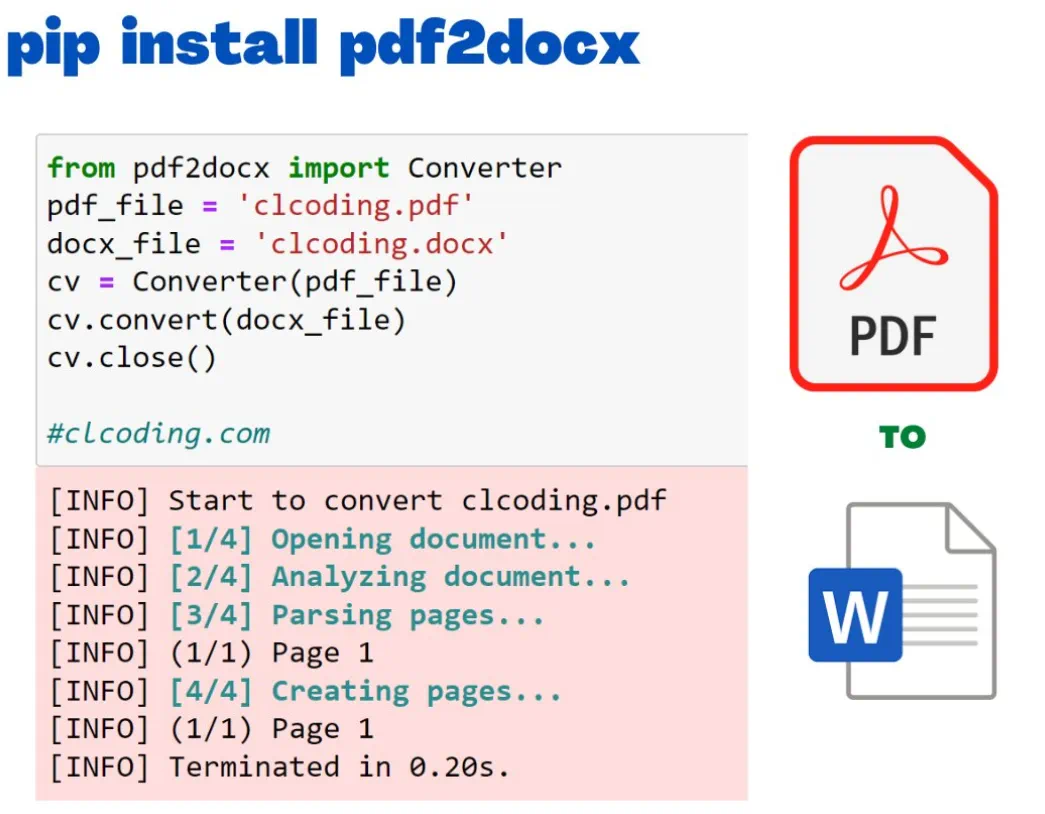 pip install pdf2docx
from pdf2docx import Converter
pdf_file = 'clcoding.pdf'
docx_file = 'clcoding.docx'
cv = Converter(pdf_file)
cv.convert(docx_file)
cv.close()
#clcoding.com
[INFO] Start to convert clcoding.pdf
[INFO] [1/4] Opening document...
[INFO] [2/4] Analyzing document...
[INFO] [3/4] Parsing pages...
[INFO] (1/1) Page 1
[INFO] [4/4] Creating pages...
[INFO] (1/1) Page 1
[INFO] Terminated in 0.20s.
PDF
TO
W